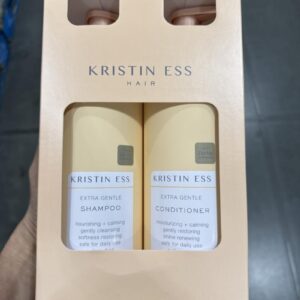 KRISTIN ESS
HAIR
KRISTIN ESS
EXTRA GENTLE
SHAMPOO
nourishing + calming
gently cleansing
softness restoring
safe for daily use
KRISTIN ESS
EXTRA GENTLE
CONDITIONER
nourishing + calming
gently restoring
shine renewing
safe for daily use